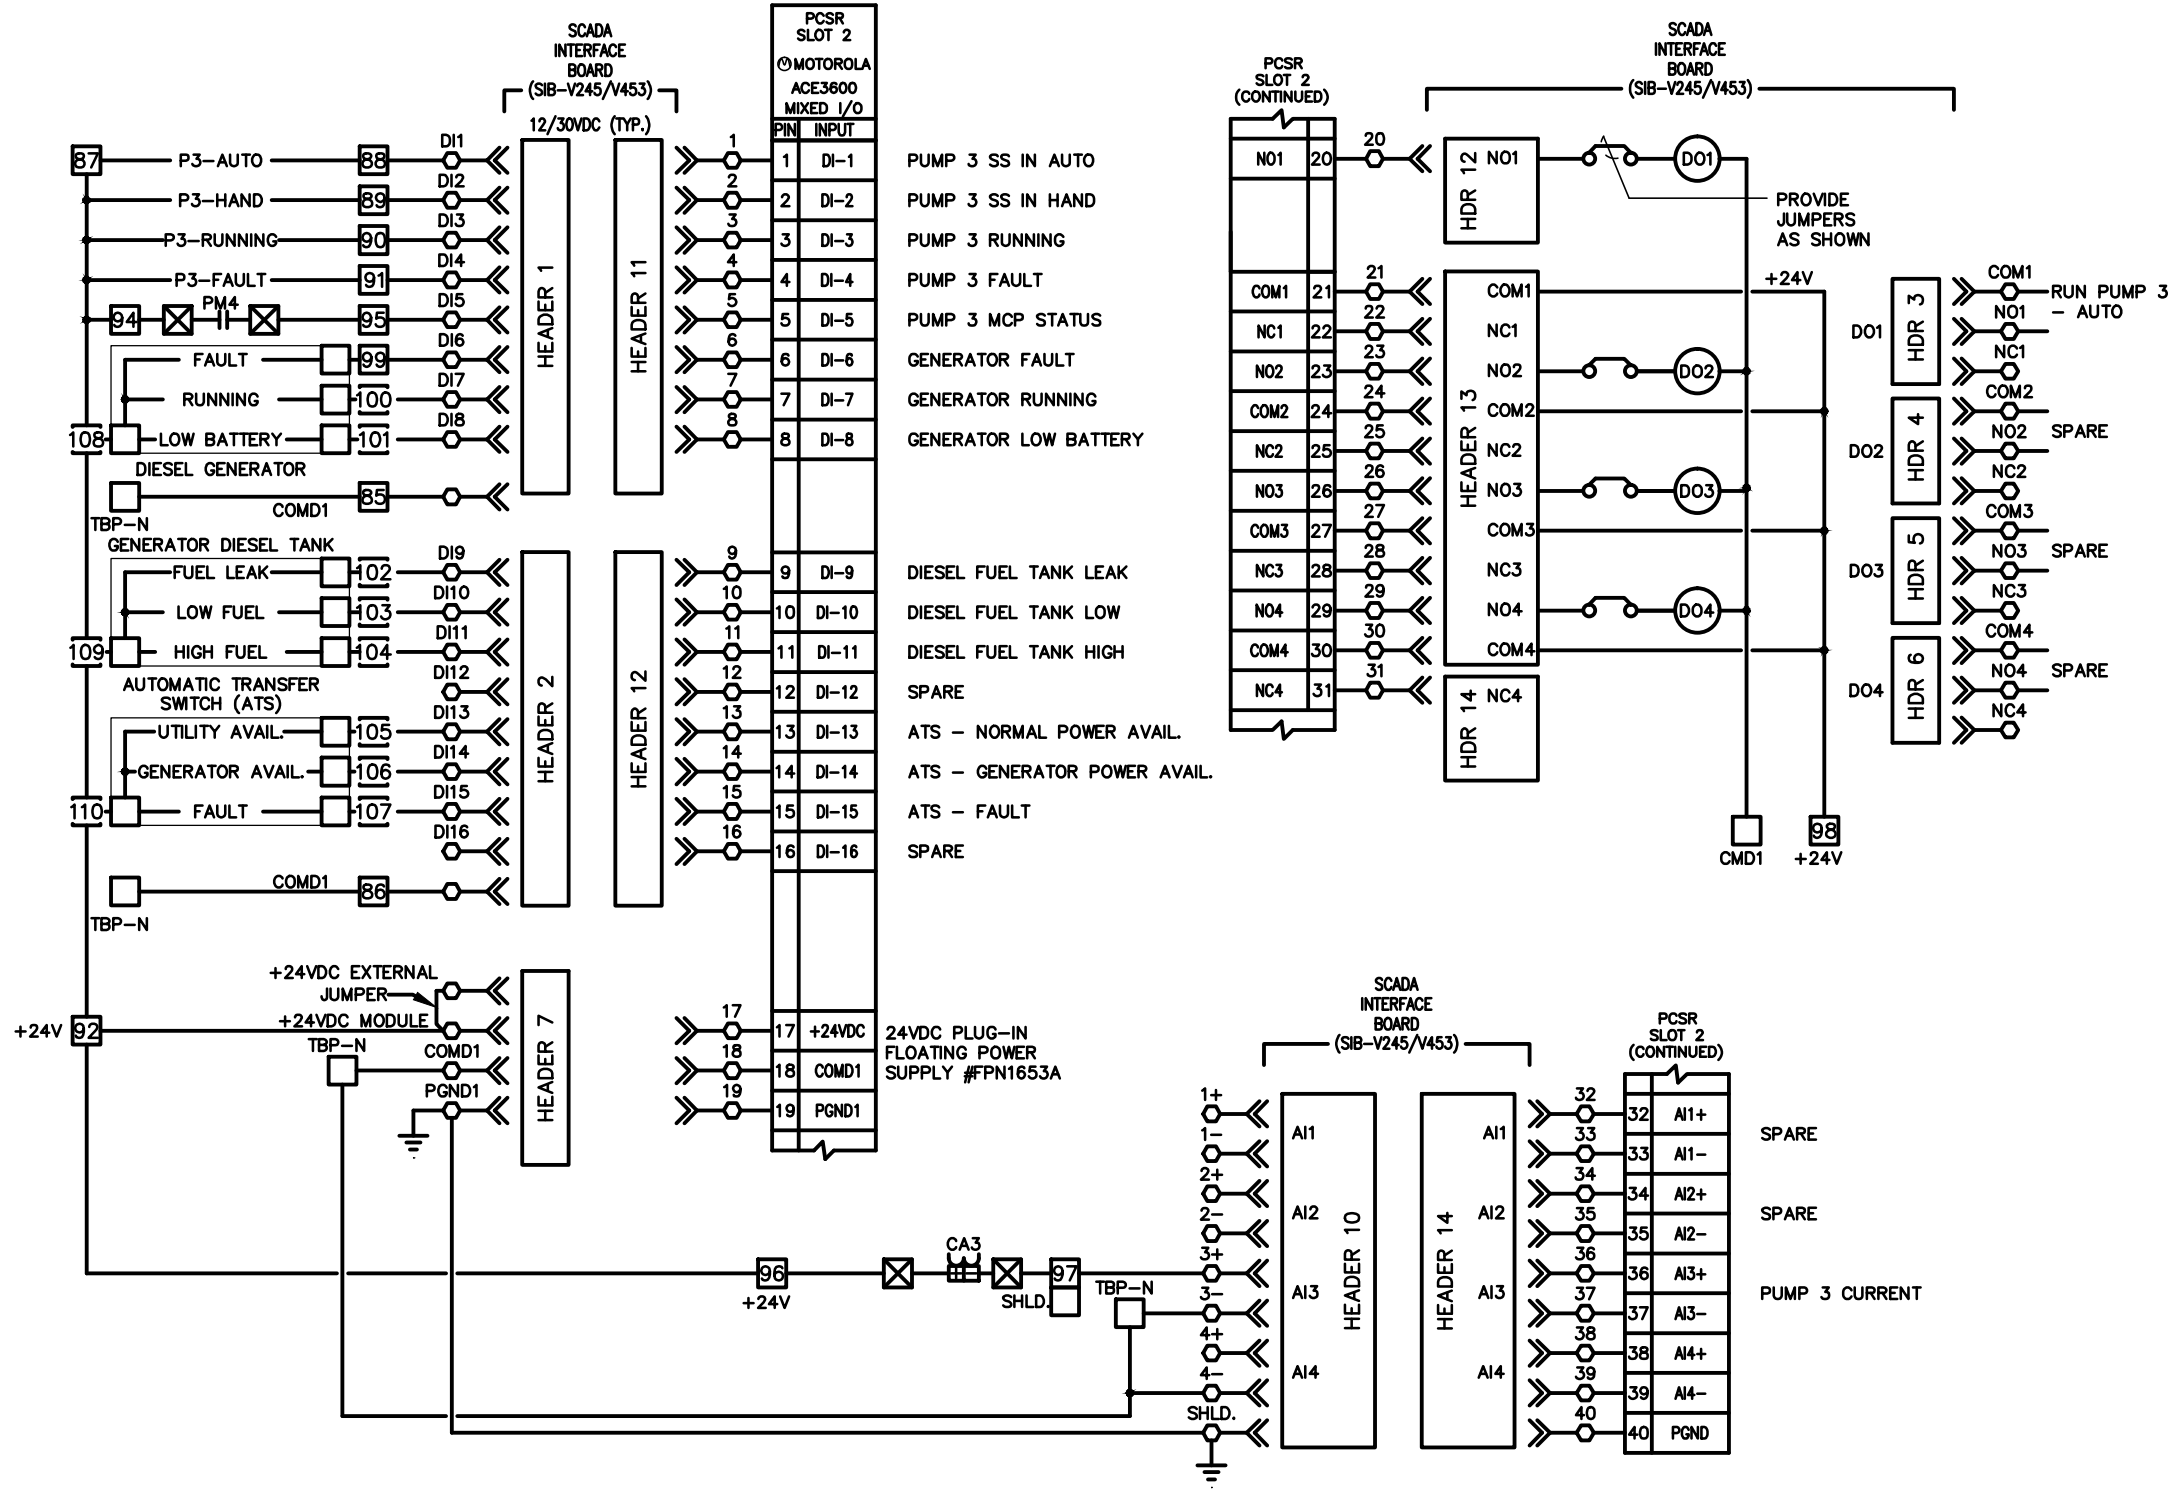 SCADA
INTERFACE
BOARD
(SIB-V245/V453)
12/30VDC (TYP.)
PCSR
SLOT 2
MOTOROLA
ACE3600
MIXED I/O
PIN INPUT
87 P3-AUTO 88 DI1 1 1 DI-1 PUMP 3 SS IN AUTO
P3-HAND 89 DI2 2 2 DI-2 PUMP 3 SS IN HAND
P3-RUNNING 90 DI3 3 3 DI-3 PUMP 3 RUNNING
P3-FAULT 91 DI4 4 4 DI-4 PUMP 3 FAULT
94 PM4 95 DI5 5 5 DI-5 PUMP 3 MCP STATUS
FAULT 99 DI6 6 6 DI-6 GENERATOR FAULT
RUNNING 100 DI7 7 7 DI-7 GENERATOR RUNNING
108 LOW BATTERY 101 DI8 8 8 DI-8 GENERATOR LOW BATTERY
DIESEL GENERATOR
HEADER 1
HEADER 11
COMD1 85
TBP-N
GENERATOR DIESEL TANK
FUEL LEAK 102 DI9 9 9 DI-9 DIESEL FUEL TANK LEAK
LOW FUEL 103 DI10 10 10 DI-10 DIESEL FUEL TANK LOW
109 HIGH FUEL 104 DI11 11 11 DI-11 DIESEL FUEL TANK HIGH
DI12 12 12 DI-12 SPARE
AUTOMATIC TRANSFER
SWITCH (ATS)
UTILITY AVAIL. 105 DI13 13 13 DI-13 ATS - NORMAL POWER AVAIL.
GENERATOR AVAIL. 106 DI14 14 14 DI-14 ATS - GENERATOR POWER AVAIL.
110 FAULT 107 DI15 15 15 DI-15 ATS - FAULT
DI16 16 16 DI-16 SPARE
HEADER 2
HEADER 12
COMD1 86
TBP-N
+24VDC EXTERNAL
JUMPER
+24V 92 +24VDC MODULE 17 17 +24VDC
TBP-N COMD1 18 18 COMD1
PGND1 19 19 PGND1
HEADER 7
24VDC PLUG-IN
FLOATING POWER
SUPPLY #FPN1653A
PCSR
SLOT 2
(CONTINUED)
SCADA
INTERFACE
BOARD
(SIB-V245/V453)
NO1 20 20 HDR 12 NO1 DO1
PROVIDE
JUMPERS
AS SHOWN
COM1 21 21 COM1 +24V
NC1 22 22 NC1
NO2 23 23 NO2 DO2
COM2 24 24 COM2
NC2 25 25 NC2
NO3 26 26 NO3 DO3
COM3 27 27 COM3
NC3 28 28 NC3
NO4 29 29 NO4 DO4
COM4 30 30 COM4
NC4 31 31 HDR 14 NC4
HEADER 13
CMD1
98
+24V
DO1 HDR 3 COM1 RUN PUMP 3
- AUTO
NO1
NC1
DO2 HDR 4 COM2
NO2 SPARE
NC2
DO3 HDR 5 COM3
NO3 SPARE
NC3
DO4 HDR 6 COM4
NO4 SPARE
NC4
SCADA
INTERFACE
BOARD
(SIB-V245/V453)
PCSR
SLOT 2
(CONTINUED)
1+ AI1 AI1 32 32 AI1+
SPARE
1- 33 33 AI1-
2+ AI2 AI2 34 34 AI2+
SPARE
2- 35 35 AI2-
96 CA3 97 3+ AI3 AI3 36 36 AI3+
+24V SHLD. TBP-N
PUMP 3 CURRENT
3- 37 37 AI3-
4+ AI4 AI4 38 38 AI4+
4- 39 39 AI4-
SHLD. 40 40 PGND
HEADER 10
HEADER 14